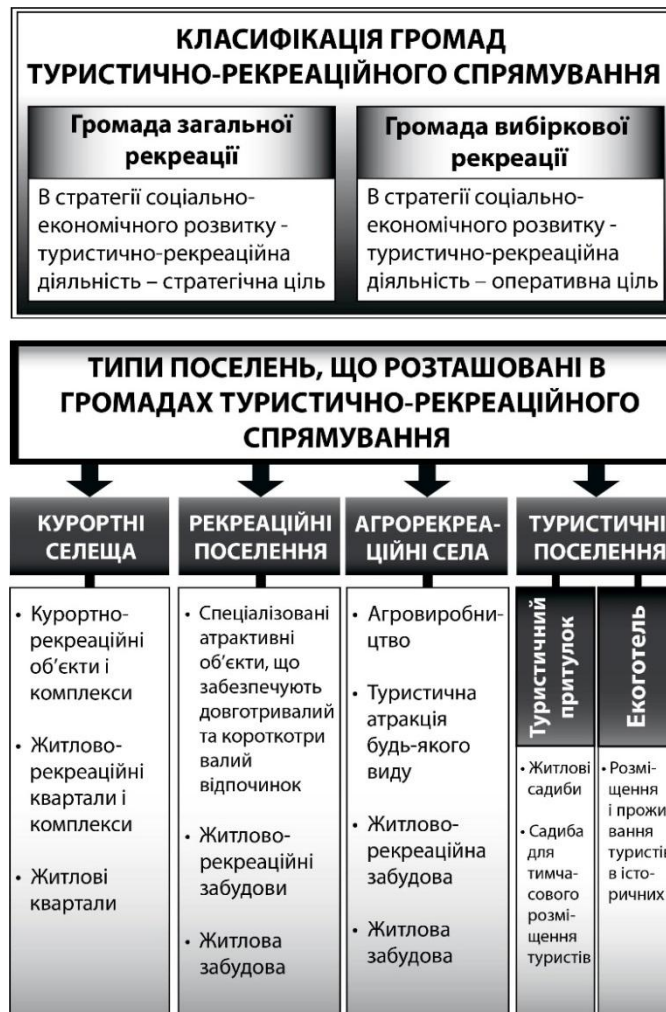 КЛАСИФІКАЦІЯ ГРОМАД
ТУРИСТИЧНО-РЕКРЕАЦІЙНОГО СПРЯМУВАННЯ
Громада загальної
рекреації
В стратегії соціально-
економічного розвитку -
туристично-рекреаційна
діяльність – стратегічна ціль
Громада вибіркової
рекреації
В стратегії соціально-
економічного розвитку -
туристично-рекреаційна
діяльність – оперативна ціль
ТИПИ ПОСЕЛЕНЬ, ЩО РОЗТАШОВАНІ В
ГРОМАДАХ ТУРИСТИЧНО-РЕКРЕАЦІЙНОГО
СПРЯМУВАННЯ
КУРОРТНІ
СЕЛЕЩА
• Курортно-
рекреаційні
об’єкти і
комплекси
• Житлово-
рекреаційні
квартали і
комплекси
• Житлові
квартали
РЕКРЕАЦІЙНІ
ПОСЕЛЕННЯ
• Спеціалізовані
атрактивні
об’єкти, що
забезпечують
довготривалий
та короткотри
валий
відпочинок
• Житлово-
рекреаційні
забудови
• Житлова
забудова
АГРОРЕКРЕА-
ЦІЙНІ СЕЛА
• Агровиробни-
цтво
• Туристична
атракція
будь-якого
виду
• Житлово-
рекреаційна
забудова
• Житлова
забудова
ТУРИСТИЧНІ
ПОСЕЛЕННЯ
Туристичний
притулок
• Житлові
садиби
• Садиба
для
тимча-
сового
розмі-
щення
туристів
Екоготель
• Розмі-
щення
і прожи
вання
туристів
в істо-
ричних